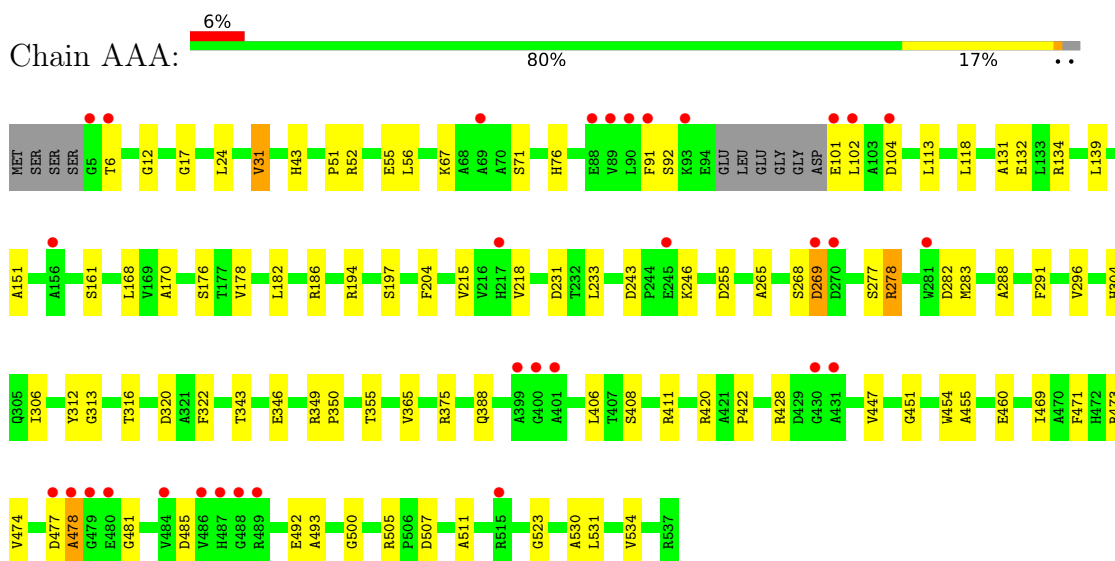 6%
Chain AAA:
80% 17% • •
MET SER SER SER G5 T6 G12 G17 L24 V31 H43 P51 R52 E55 L56 K67 A68 A69 A70 S71 H76 E88 V89 L90 F91 S92 K93 E94 GLU LEU GLU GLY GLY ASP E101 L102 A103 D104 L113 L118 A131 E132 L133 R134 L139
A151 A156 S161 L168 V169 A170 S176 T177 V178 L182 R186 R194 S197 F204 V215 V216 H217 V218 D231 T232 L233 D243 P244 E245 K246 D255 A265 S268 D269 D270 S277 R278 W281 D282 M283 A288 F291 V296 H304
Q305 I306 Y312 G313 T316 D320 A321 F322 T343 E346 R349 P350 T355 V365 R375 Q388 A399 G400 A401 L406 T407 S408 R411 R420 A421 P422 R428 D429 G430 A431 V447 G451 W454 A455 E460 I469 A470 F471 H472 R473
V474 D477 A478 G479 E480 G481 V484 D485 V486 H487 G488 R489 E492 A493 G500 R505 P506 D507 A511 R515 G523 A530 L531 V534 R537